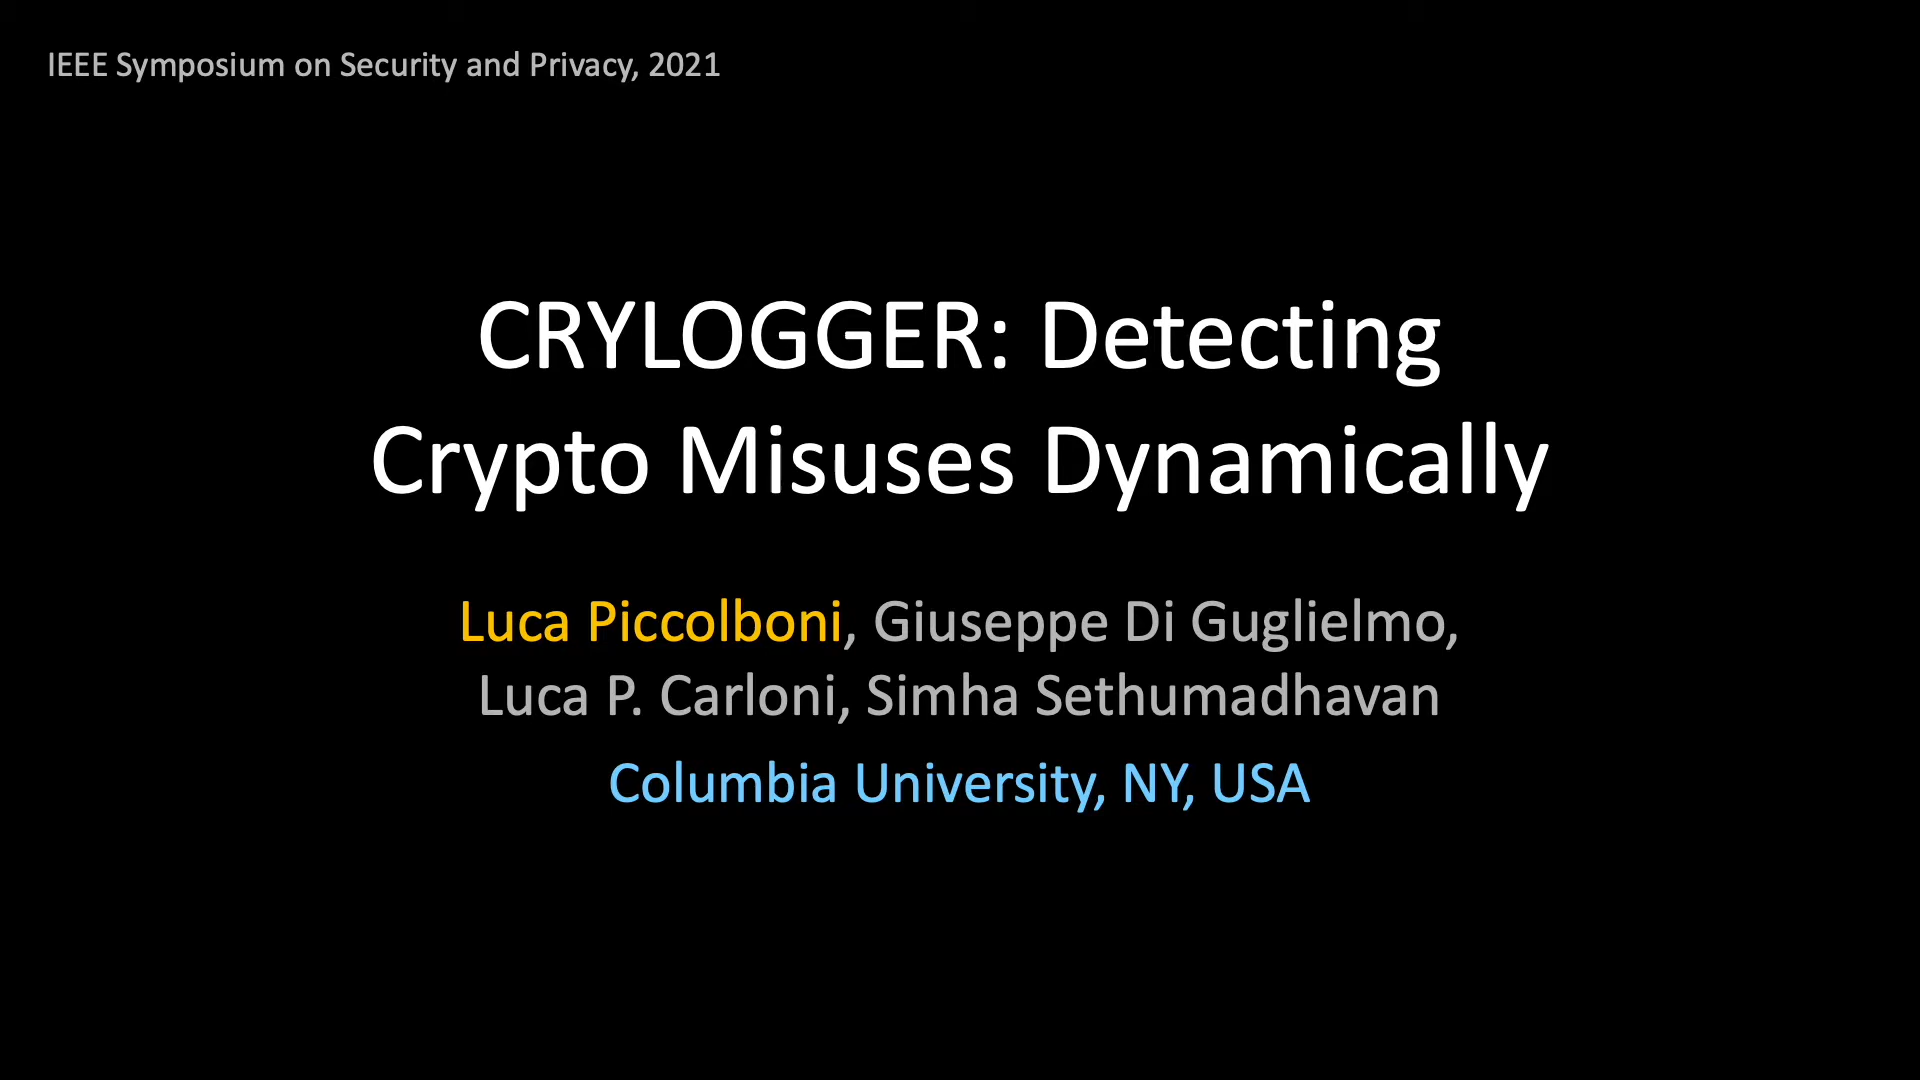 IEEE Symposium on Security and Privacy, 2021
CRYLOGGER: Detecting
Crypto Misuses Dynamically
Luca Piccolboni, Giuseppe Di Guglielmo,
Luca P. Carloni, Simha Sethumadhavan
Columbia University, NY, USA